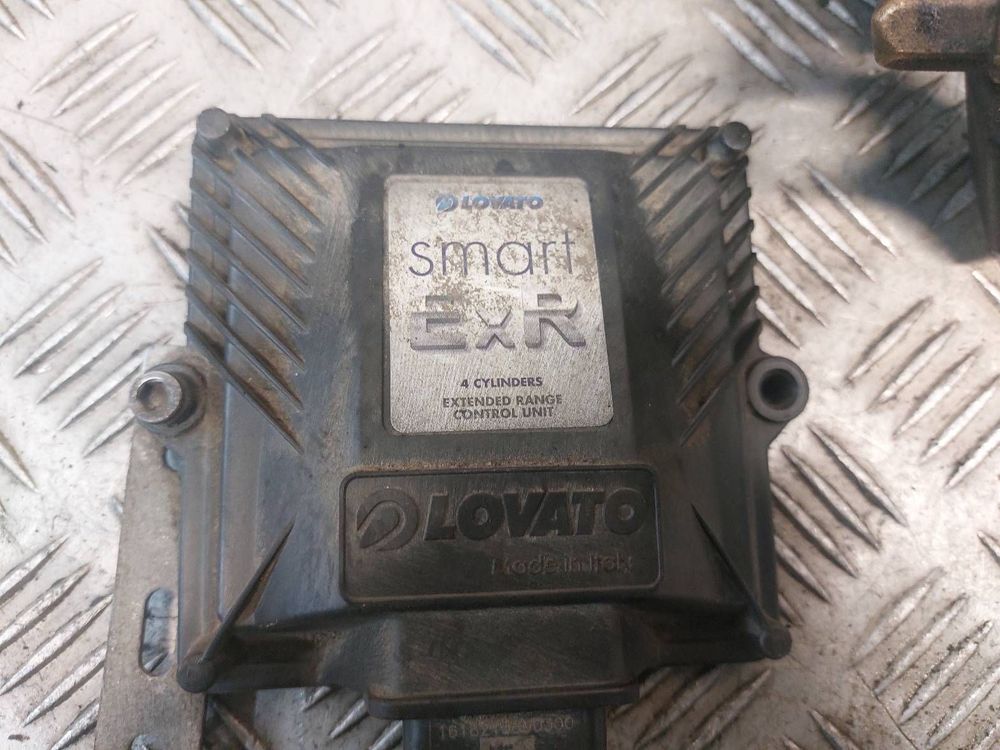 LOVATO
smart
ExR
4 CYLINDERS
EXTENDED RANGE
CONTROL UNIT
LOVATO
Made in Italy